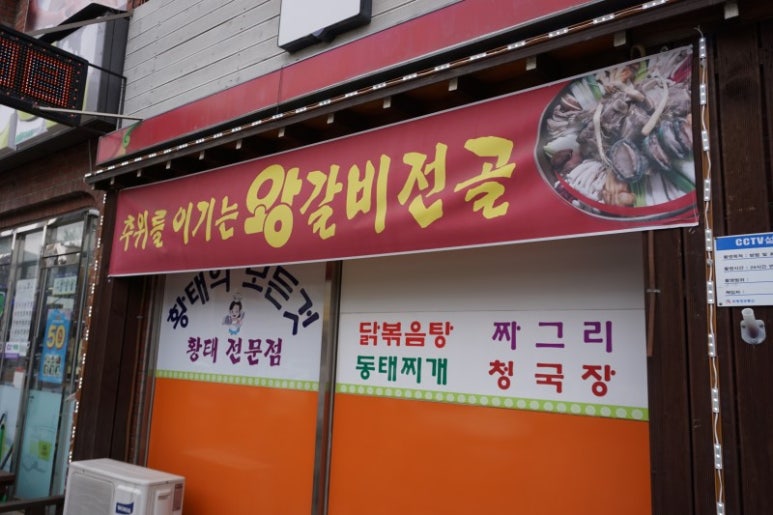 추위를 이기는 왕갈비전골
황태의 모든것
황태 전문점
닭볶음탕 짜그리
동태찌개 청국장
CCTV
50